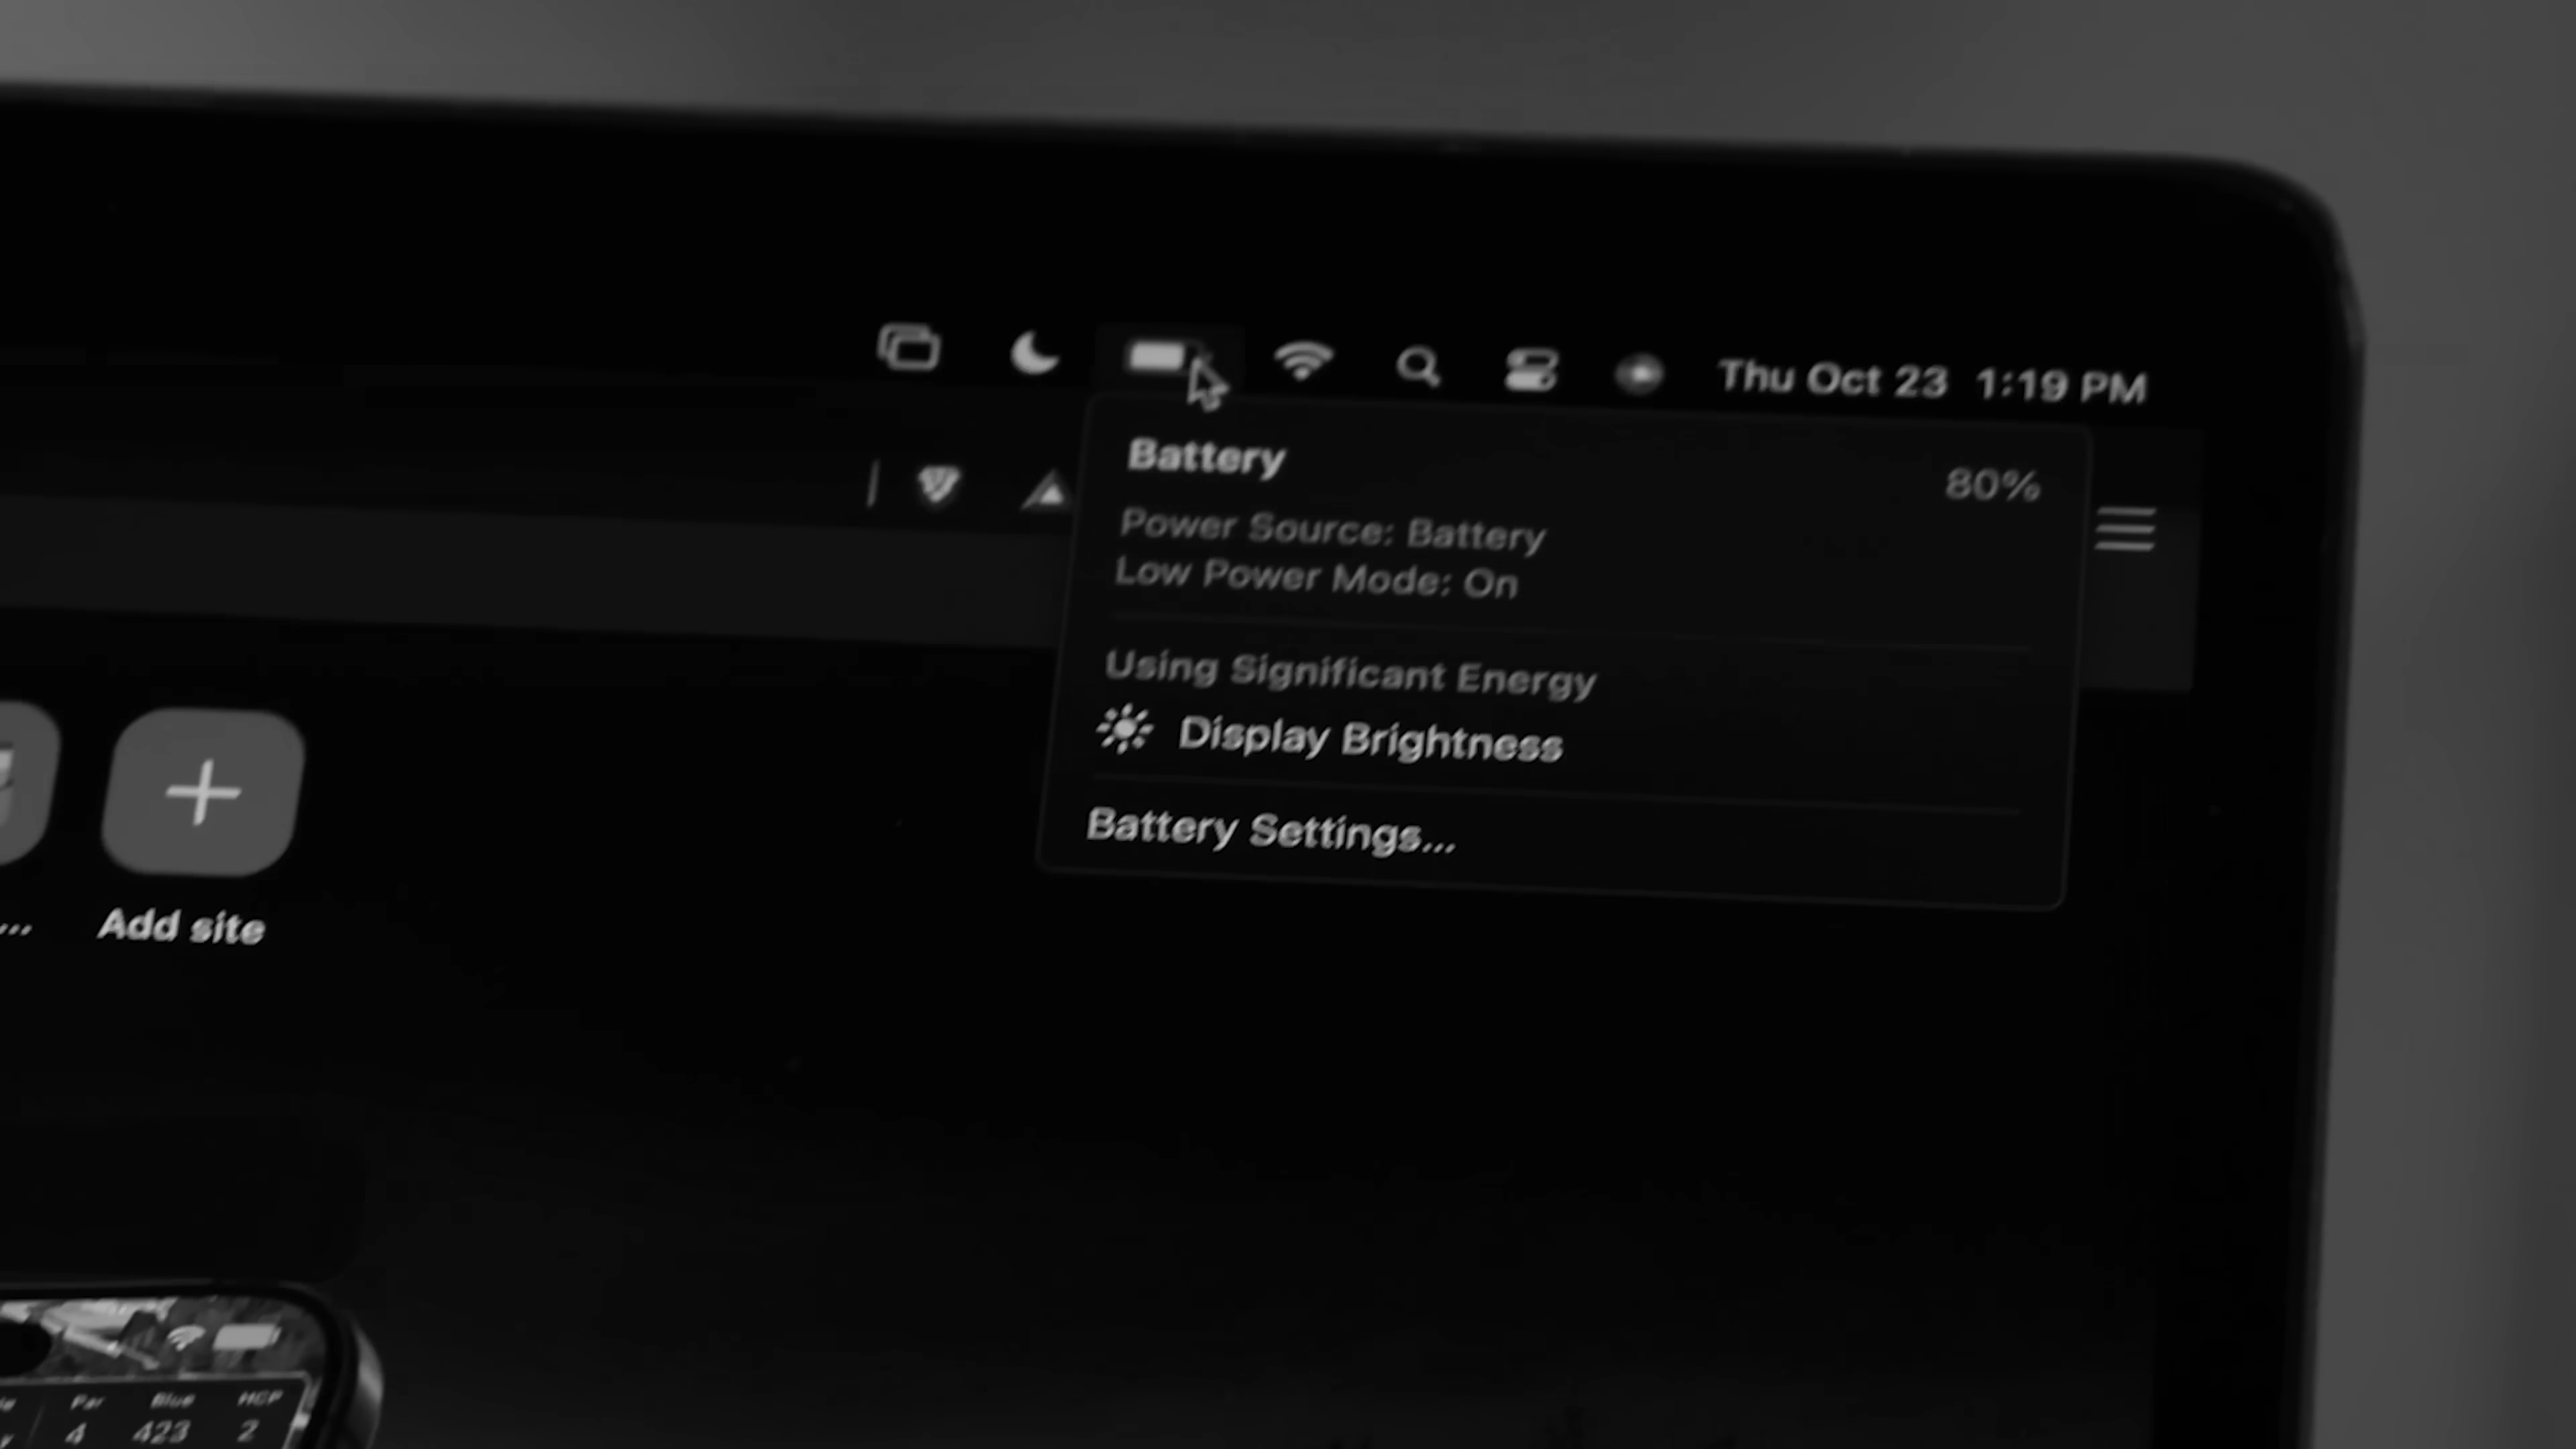 Thu Oct 23 1:19 PM
Battery
80%
Power Source: Battery
Low Power Mode: On
Using Significant Energy
Display Brightness
Battery Settings...
...
Add site
Par Blue HCP
4 423 2